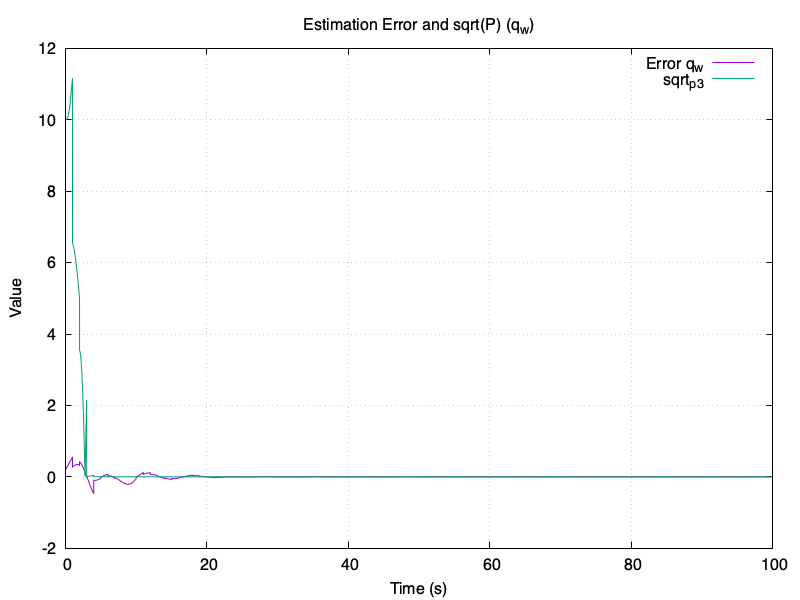 Estimation Error and sqrt(P) (q_w)
Error q_w
sqrt_p3
12
10
8
6
4
2
0
-2
Value
0 20 40 60 80 100
Time (s)